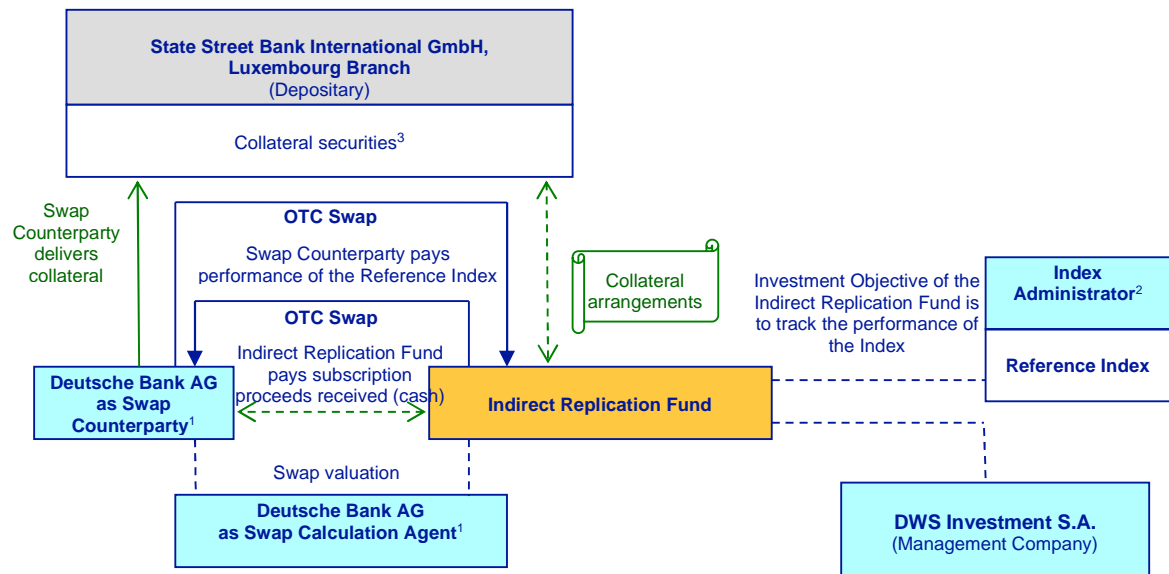 State Street Bank International GmbH,
Luxembourg Branch
(Depositary)
Collateral securities³
Swap
Counterparty
delivers
collateral
OTC Swap
Swap Counterparty pays
performance of the Reference Index
OTC Swap
Indirect Replication Fund
pays subscription
proceeds received (cash)
Collateral
arrangements
Investment Objective of the
Indirect Replication Fund is
to track the performance of
the Index
Index
Administrator²
Reference Index
Deutsche Bank AG
as Swap
Counterparty¹
Indirect Replication Fund
Swap valuation
Deutsche Bank AG
as Swap Calculation Agent¹
DWS Investment S.A.
(Management Company)